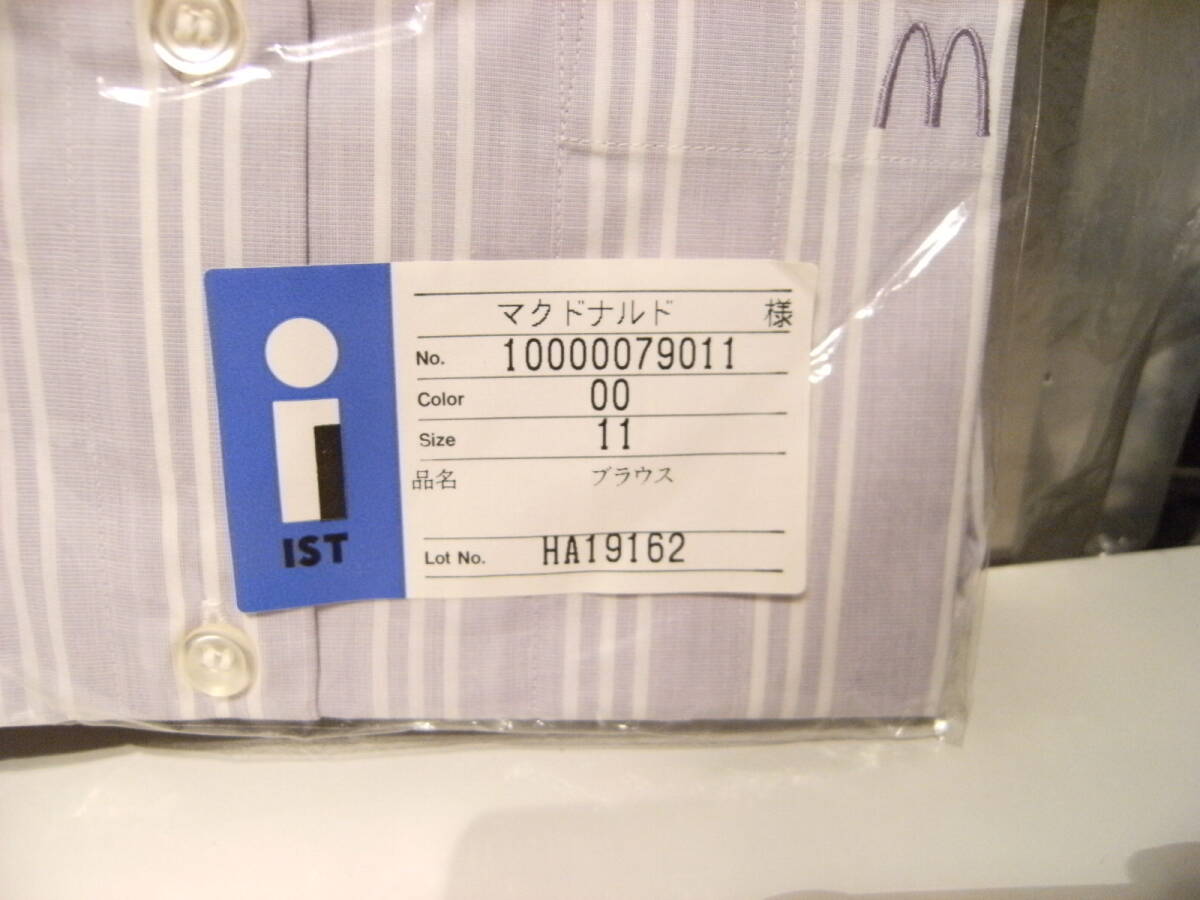 マクドナルド 様
No. 10000079011
Color 00
Size 11
品名 ブラウス
Lot No. HA19162
i
IST
M